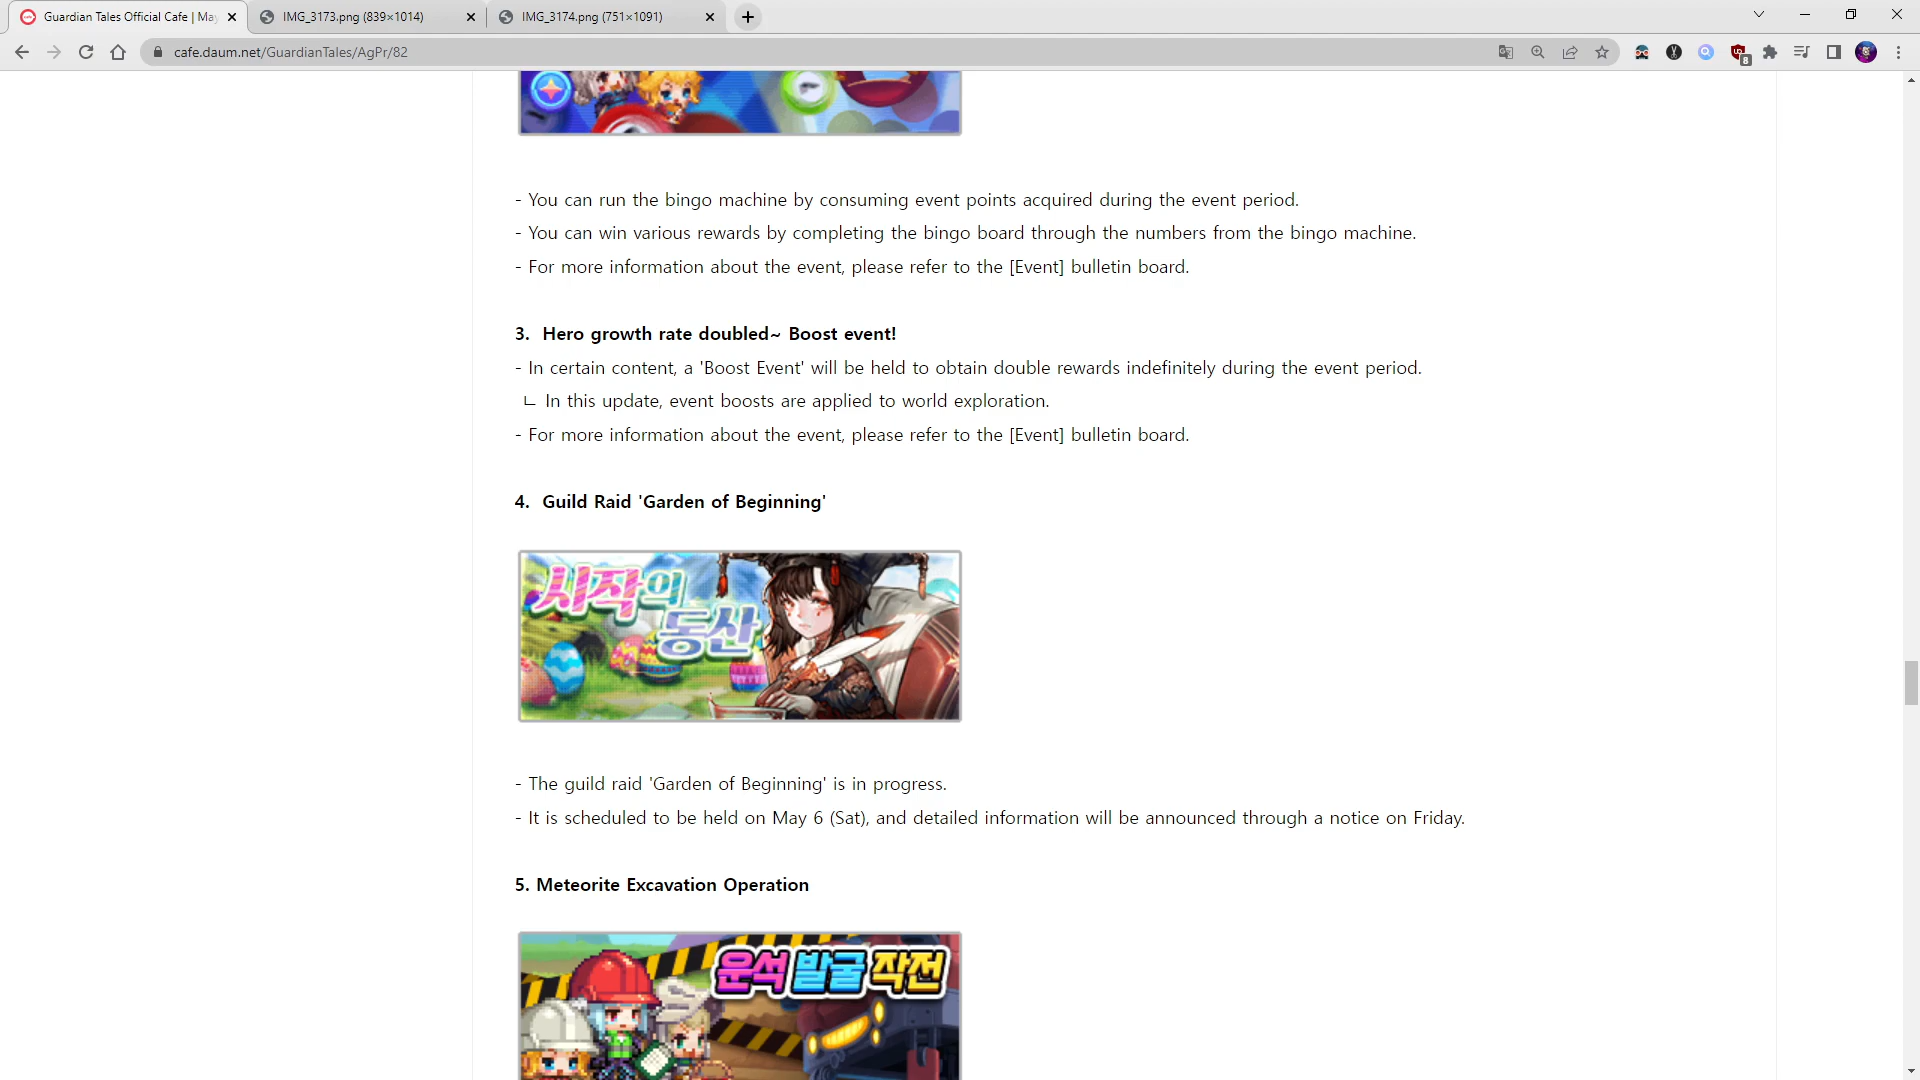 Guardian Tales Official Cafe | May
IMG_3173.png (839×1014)
IMG_3174.png (751×1091)
cafe.daum.net/GuardianTales/AgPr/82
8
- You can run the bingo machine by consuming event points acquired during the event period.
- You can win various rewards by completing the bingo board through the numbers from the bingo machine.
- For more information about the event, please refer to the [Event] bulletin board.
3. Hero growth rate doubled~ Boost event!
- In certain content, a 'Boost Event' will be held to obtain double rewards indefinitely during the event period.
ㄴ In this update, event boosts are applied to world exploration.
- For more information about the event, please refer to the [Event] bulletin board.
4. Guild Raid 'Garden of Beginning'
시작의
동산
- The guild raid 'Garden of Beginning' is in progress.
- It is scheduled to be held on May 6 (Sat), and detailed information will be announced through a notice on Friday.
5. Meteorite Excavation Operation
운석 발굴 작전